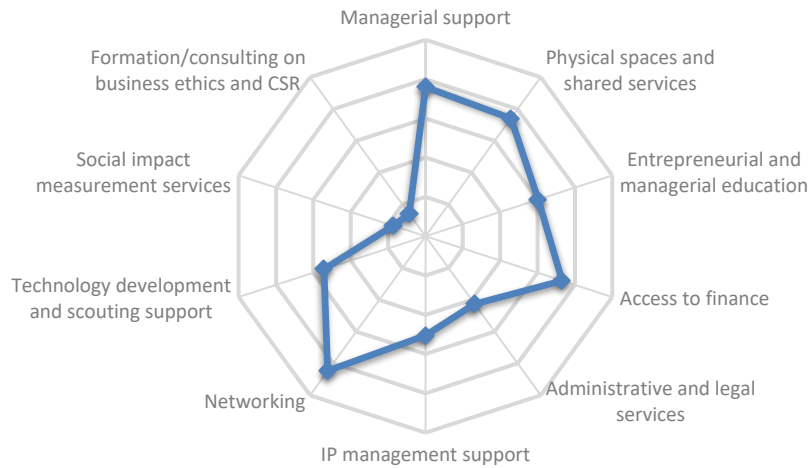 Managerial support
Physical spaces and
shared services
Entrepreneurial and
managerial education
Access to finance
Administrative and legal
services
IP management support
Networking
Technology development
and scouting support
Social impact
measurement services
Formation/consulting on
business ethics and CSR